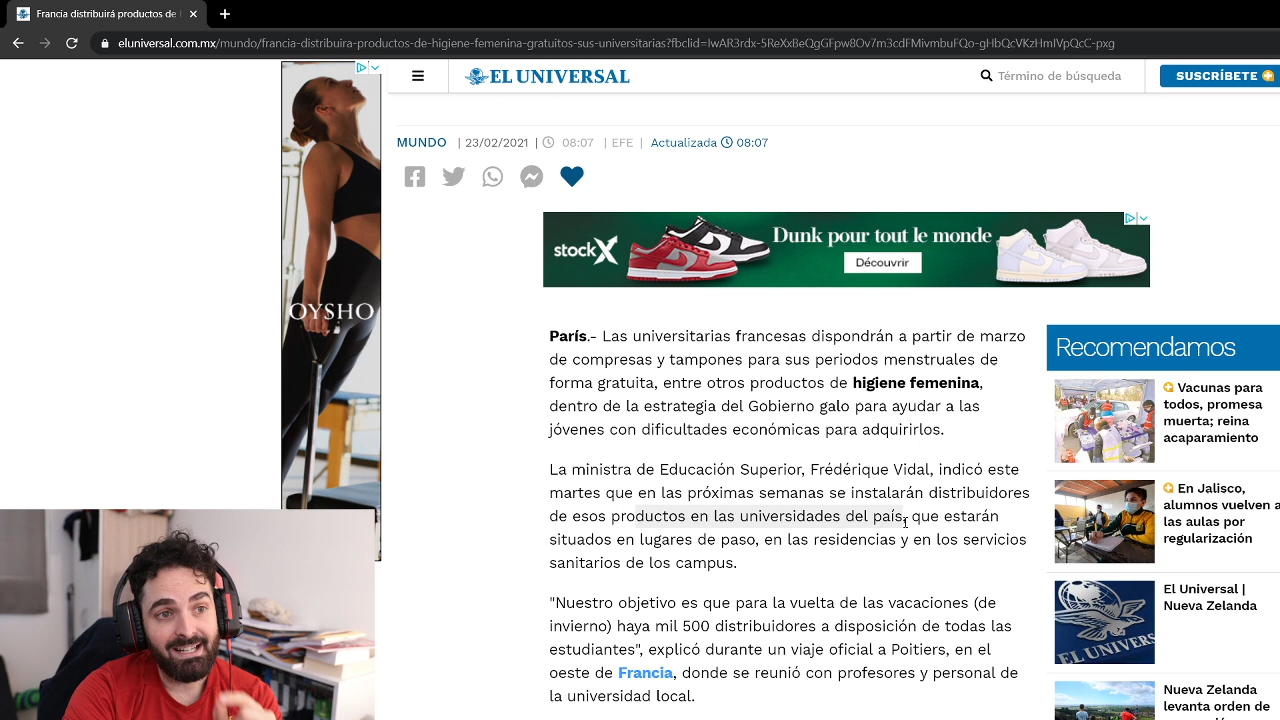 Francia distribuirá productos de
eluniversal.com.mx/mundo/francia-distribuira-productos-de-higiene-femenina-gratuitos-sus-universitarias?fbclid=IwAR3rdx-5ReXxBeQgGFpw8Ov7m3cdFMivmbuFQo-gHbQcVKzHmIVpQcC-pxg
EL UNIVERSAL
Término de búsqueda
SUSCRÍBETE
MUNDO | 23/02/2021 | 08:07 | EFE | Actualizada 08:07
OYSHO
stockX
Dunk pour tout le monde
Découvrir
París.- Las universitarias francesas dispondrán a partir de marzo
de compresas y tampones para sus periodos menstruales de
forma gratuita, entre otros productos de higiene femenina,
dentro de la estrategia del Gobierno galo para ayudar a las
jóvenes con dificultades económicas para adquirirlos.
La ministra de Educación Superior, Frédérique Vidal, indicó este
martes que en las próximas semanas se instalarán distribuidores
de esos productos en las universidades del país, que estarán
situados en lugares de paso, en las residencias y en los servicios
sanitarios de los campus.
"Nuestro objetivo es que para la vuelta de las vacaciones (de
invierno) haya mil 500 distribuidores a disposición de todas las
estudiantes", explicó durante un viaje oficial a Poitiers, en el
oeste de Francia, donde se reunió con profesores y personal de
la universidad local.
Recomendamos
Vacunas para
todos, promesa
muerta; reina
acaparamiento
En Jalisco,
alumnos vuelven a
las aulas por
regularización
El Universal |
Nueva Zelanda
EL UNIVERS
Nueva Zelanda
levanta orden de